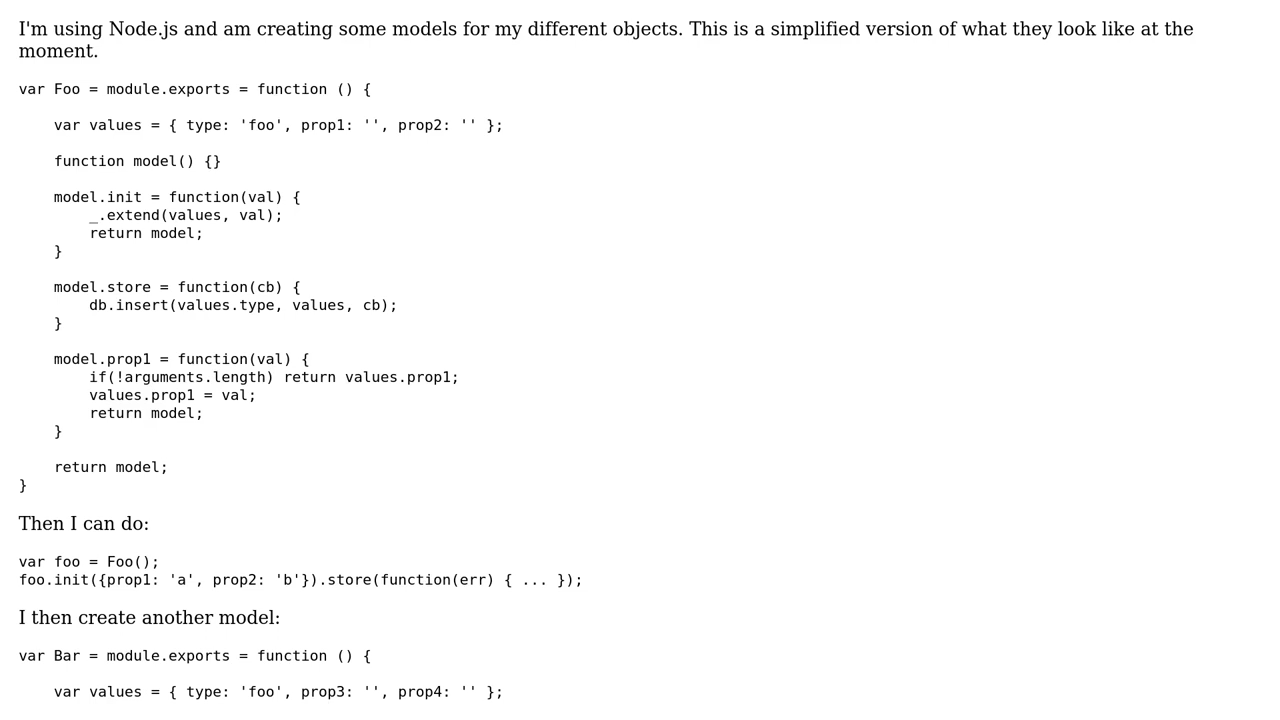 I'm using Node.js and am creating some models for my different objects. This is a simplified version of what they look like at the
moment.
var Foo = module.exports = function () {
    var values = { type: 'foo', prop1: '', prop2: '' };
    function model() {}
    model.init = function(val) {
        _.extend(values, val);
        return model;
    }
    model.store = function(cb) {
        db.insert(values.type, values, cb);
    }
    model.prop1 = function(val) {
        if(!arguments.length) return values.prop1;
        values.prop1 = val;
        return model;
    }
    return model;
}
Then I can do:
var foo = Foo();
foo.init({prop1: 'a', prop2: 'b'}).store(function(err) { ... });
I then create another model:
var Bar = module.exports = function () {
    var values = { type: 'foo', prop3: '', prop4: '' };